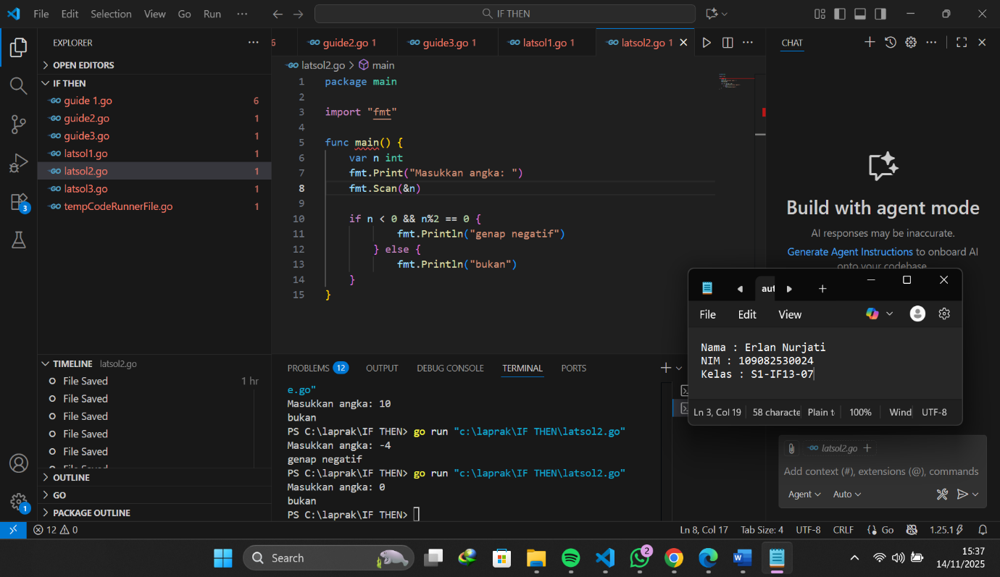 File Edit Selection View Go Run ··· IF THEN
EXPLORER ···
OPEN EDITORS
IF THEN
guide 1.go 6
guide2.go 1
guide3.go 1
latsol1.go 1
latsol2.go 1
latsol3.go 1
tempCodeRunnerFile.go 1
3
TIMELINE latsol2.go
File Saved 1 hr
File Saved
File Saved
File Saved
File Saved
File Saved
OUTLINE
GO
PACKAGE OUTLINE
1
6 guide2.go 1 guide3.go 1 latsol1.go 1 latsol2.go 1
latsol2.go > main
1 package main
2
3 import "fmt"
4
5 func main() {
6 var n int
7 fmt.Print("Masukkan angka: ")
8 fmt.Scan(&n)
9
10 if n < 0 && n%2 == 0 {
11 fmt.Println("genap negatif")
12 } else {
13 fmt.Println("bukan")
14 }
15 }
PROBLEMS 12 OUTPUT DEBUG CONSOLE TERMINAL PORTS
e.go"
Masukkan angka: 10
bukan
PS C:\laprak\IF THEN> go run "c:\laprak\IF THEN\latsol2.go"
Masukkan angka: -4
genap negatif
PS C:\laprak\IF THEN> go run "c:\laprak\IF THEN\latsol2.go"
Masukkan angka: 0
bukan
PS C:\laprak\IF THEN>
CHAT
Build with agent mode
AI responses may be inaccurate.
Generate Agent Instructions to onboard AI
onto your codebase.
aut
File Edit View
Nama : Erlan Nurjati
NIM : 109082530024
Kelas : S1-IF13-07
Ln 3, Col 19 58 characte Plain t 100% Wind UTF-8
latsol2.go
Add context (#), extensions (@), commands
Agent Auto
12 0 Ln 8, Col 17 Tab Size: 4 UTF-8 CRLF Go 1.25.1
Search 2
15:37
14/11/2025